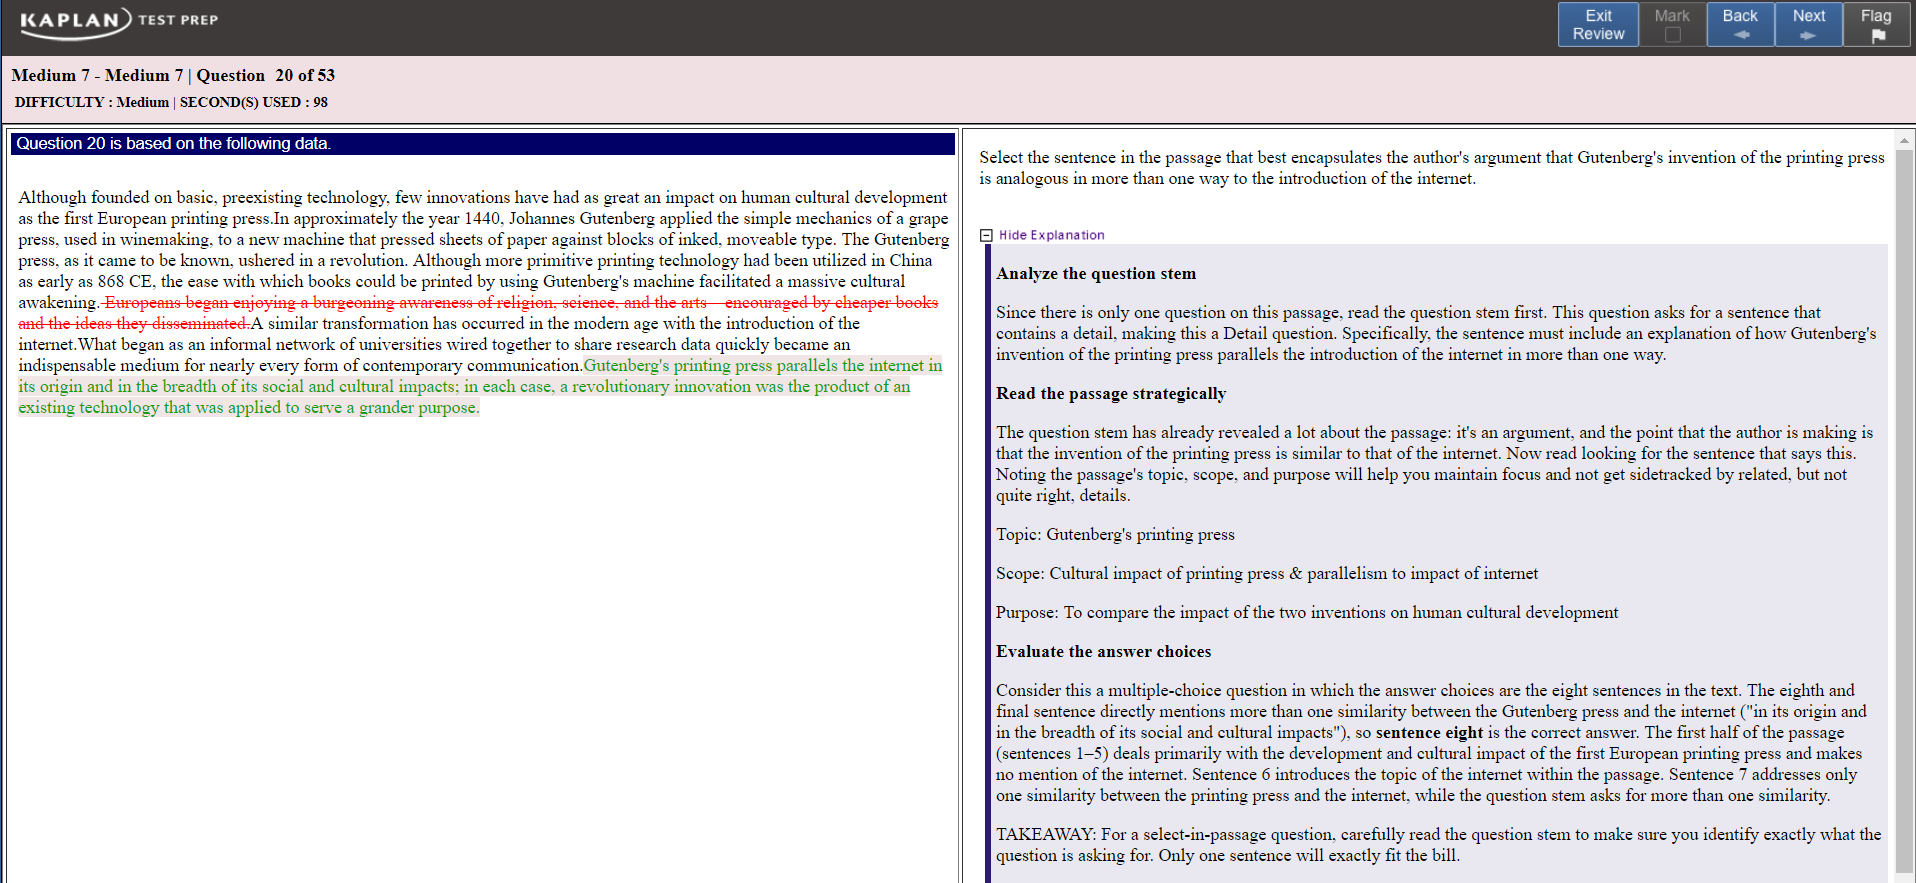 KAPLAN TEST PREP
Exit Review
Mark
Back
Next
Flag
Medium 7 - Medium 7 | Question 20 of 53
DIFFICULTY : Medium | SECOND(S) USED : 98
Question 20 is based on the following data.
Although founded on basic, preexisting technology, few innovations have had as great an impact on human cultural development
as the first European printing press.In approximately the year 1440, Johannes Gutenberg applied the simple mechanics of a grape
press, used in winemaking, to a new machine that pressed sheets of paper against blocks of inked, moveable type. The Gutenberg
press, as it came to be known, ushered in a revolution. Although more primitive printing technology had been utilized in China
as early as 868 CE, the ease with which books could be printed by using Gutenberg's machine facilitated a massive cultural
awakening. Europeans began enjoying a burgeoning awareness of religion, science, and the arts—encouraged by cheaper books
and the ideas they disseminated.A similar transformation has occurred in the modern age with the introduction of the
internet.What began as an informal network of universities wired together to share research data quickly became an
indispensable medium for nearly every form of contemporary communication.Gutenberg's printing press parallels the internet in
its origin and in the breadth of its social and cultural impacts; in each case, a revolutionary innovation was the product of an
existing technology that was applied to serve a grander purpose.
Select the sentence in the passage that best encapsulates the author's argument that Gutenberg's invention of the printing press
is analogous in more than one way to the introduction of the internet.
Hide Explanation
Analyze the question stem
Since there is only one question on this passage, read the question stem first. This question asks for a sentence that
contains a detail, making this a Detail question. Specifically, the sentence must include an explanation of how Gutenberg's
invention of the printing press parallels the introduction of the internet in more than one way.
Read the passage strategically
The question stem has already revealed a lot about the passage: it's an argument, and the point that the author is making is
that the invention of the printing press is similar to that of the internet. Now read looking for the sentence that says this.
Noting the passage's topic, scope, and purpose will help you maintain focus and not get sidetracked by related, but not
quite right, details.
Topic: Gutenberg's printing press
Scope: Cultural impact of printing press & parallelism to impact of internet
Purpose: To compare the impact of the two inventions on human cultural development
Evaluate the answer choices
Consider this a multiple-choice question in which the answer choices are the eight sentences in the text. The eighth and
final sentence directly mentions more than one similarity between the Gutenberg press and the internet ("in its origin and
in the breadth of its social and cultural impacts"), so sentence eight is the correct answer. The first half of the passage
(sentences 1–5) deals primarily with the development and cultural impact of the first European printing press and makes
no mention of the internet. Sentence 6 introduces the topic of the internet within the passage. Sentence 7 addresses only
one similarity between the printing press and the internet, while the question stem asks for more than one similarity.
TAKEAWAY: For a select-in-passage question, carefully read the question stem to make sure you identify exactly what the
question is asking for. Only one sentence will exactly fit the bill.